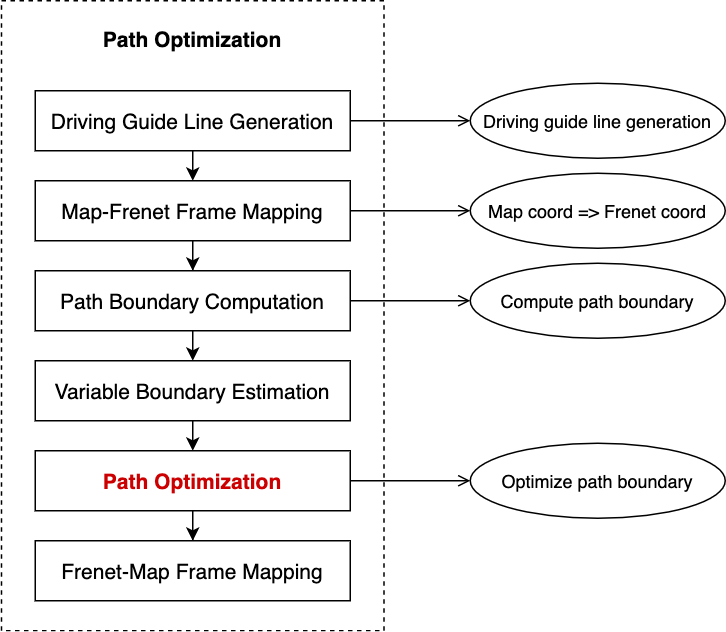 Path Optimization
Driving Guide Line Generation
Driving guide line generation
Map-Frenet Frame Mapping
Map coord => Frenet coord
Path Boundary Computation
Compute path boundary
Variable Boundary Estimation
Path Optimization
Optimize path boundary
Frenet-Map Frame Mapping